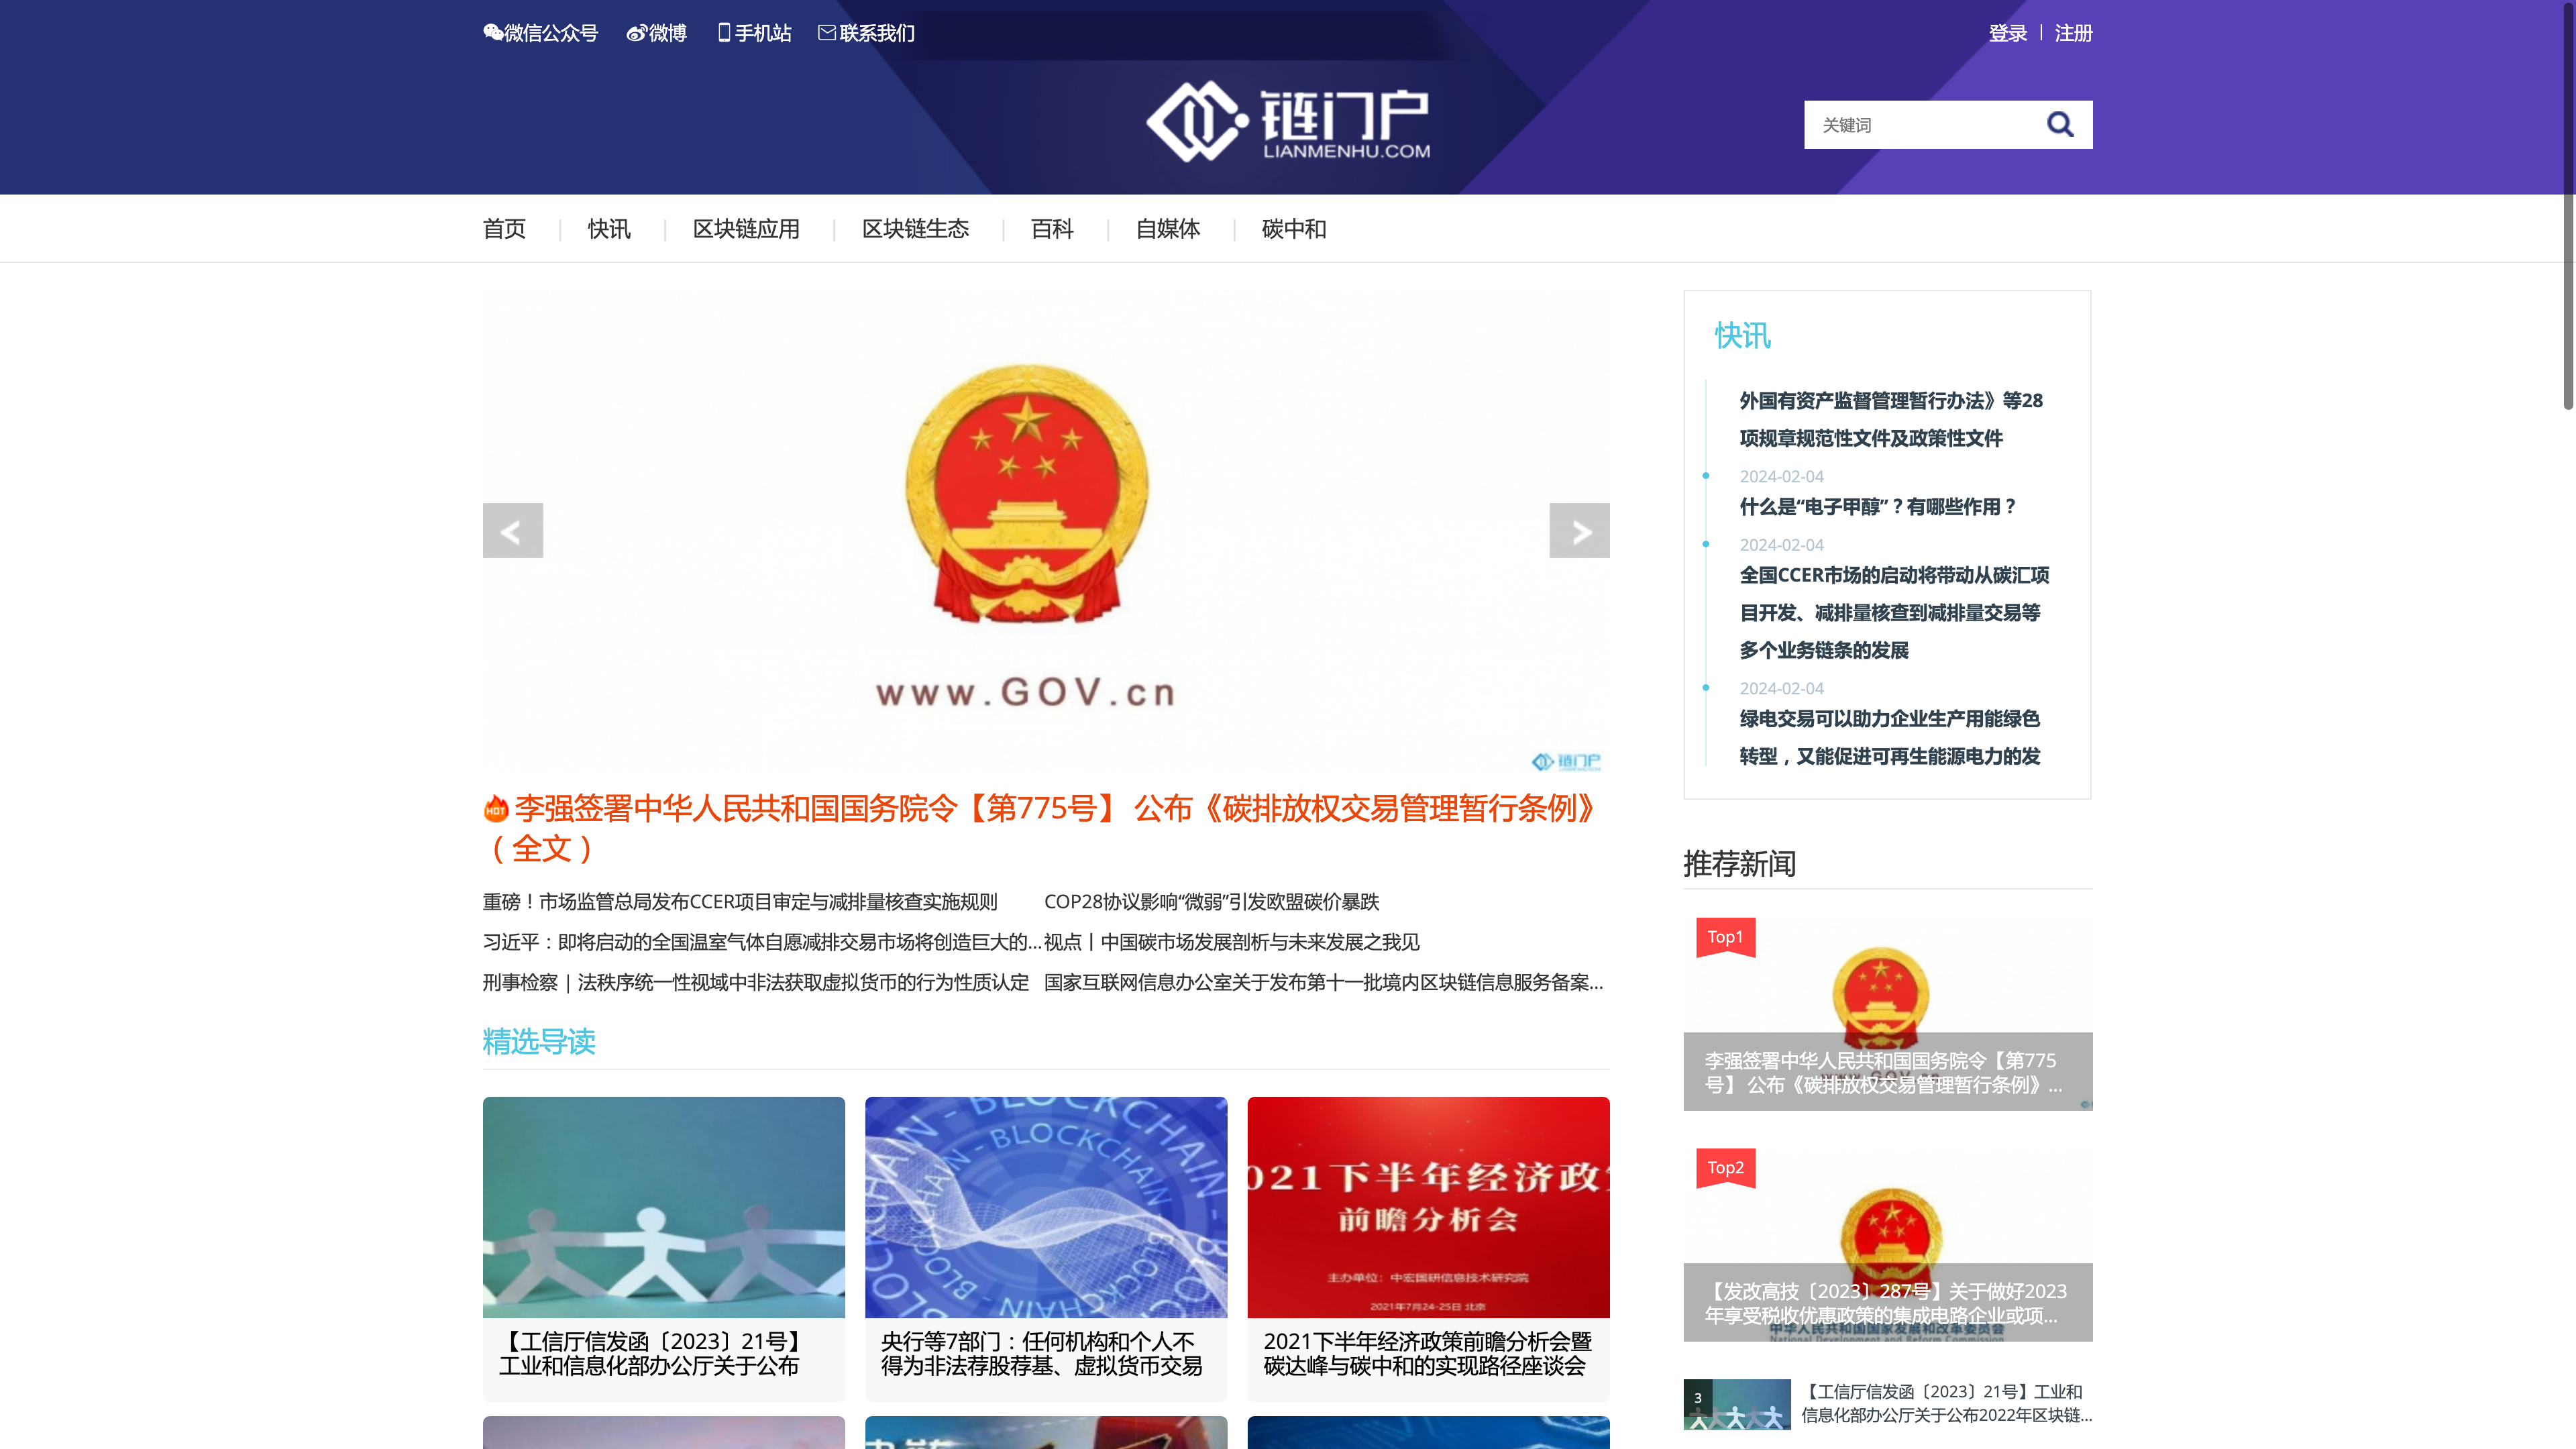 微信公众号 微博 手机站 联系我们
登录 | 注册
链门户
LIANMENHU.COM
关键词
首页 | 快讯 | 区块链应用 | 区块链生态 | 百科 | 自媒体 | 碳中和
www.GOV.cn
链门户
HOT 李强签署中华人民共和国国务院令【第775号】 公布《碳排放权交易管理暂行条例》
（全文）
重磅！市场监管总局发布CCER项目审定与减排量核查实施规则
COP28协议影响“微弱”引发欧盟碳价暴跌
习近平：即将启动的全国温室气体自愿减排交易市场将创造巨大的...
视点丨中国碳市场发展剖析与未来发展之我见
刑事检察｜法秩序统一性视域中非法获取虚拟货币的行为性质认定
国家互联网信息办公室关于发布第十一批境内区块链信息服务备案...
精选导读
【工信厅信发函〔2023〕21号】
工业和信息化部办公厅关于公布
BLOCKCHAIN - BLOCKCHAIN
央行等7部门：任何机构和个人不
得为非法荐股荐基、虚拟货币交易
021下半年经济政
前瞻分析会
主办单位：中宏国研信息技术研究院
2021年7月24-25日 北京
2021下半年经济政策前瞻分析会暨
碳达峰与碳中和的实现路径座谈会
快讯
外国有资产监督管理暂行办法》等28
项规章规范性文件及政策性文件
2024-02-04
什么是“电子甲醇”？有哪些作用？
2024-02-04
全国CCER市场的启动将带动从碳汇项
目开发、减排量核查到减排量交易等
多个业务链条的发展
2024-02-04
绿电交易可以助力企业生产用能绿色
转型，又能促进可再生能源电力的发
推荐新闻
Top1
李强签署中华人民共和国国务院令【第775
号】 公布《碳排放权交易管理暂行条例》...
Top2
【发改高技〔2023〕287号】关于做好2023
年享受税收优惠政策的集成电路企业或项...
中华人民共和国国家发展和改革委员会
National Development and Reform Commission
3
【工信厅信发函〔2023〕21号】工业和
信息化部办公厅关于公布2022年区块链...